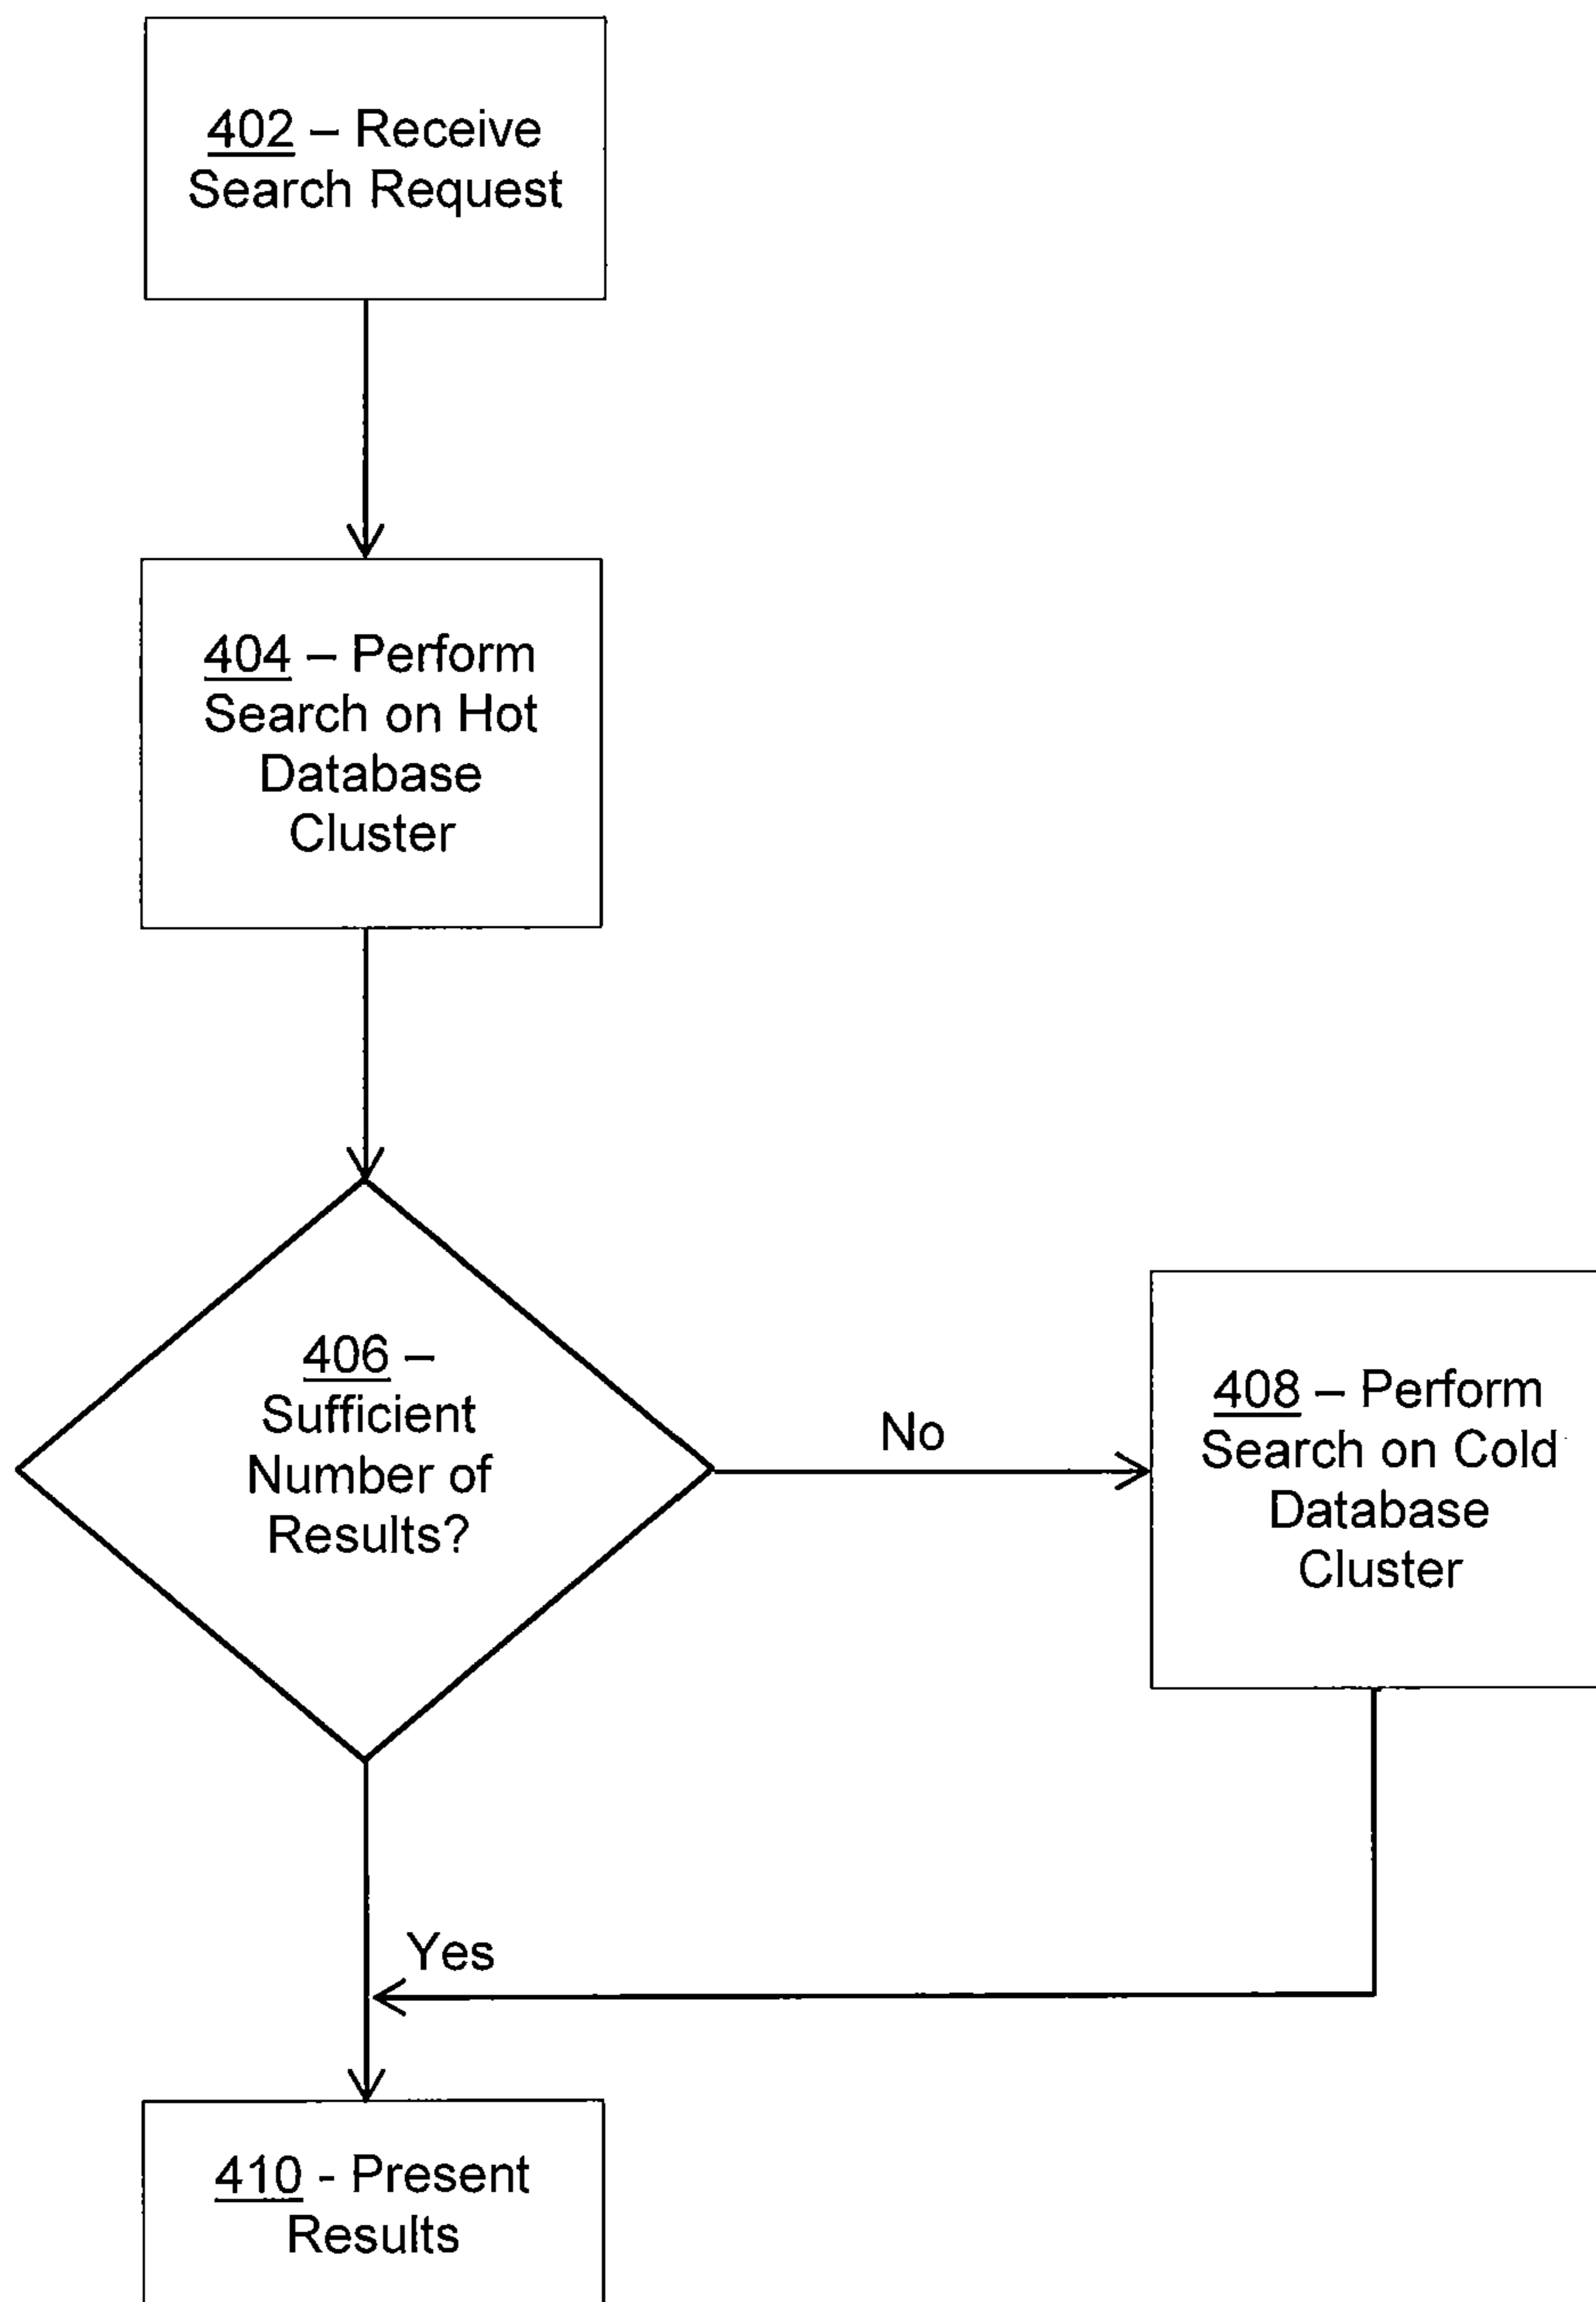 402 – Receive
Search Request
404 – Perform
Search on Hot
Database
Cluster
406 –
Sufficient
Number of
Results?
No
408 – Perform
Search on Cold
Database
Cluster
Yes
410 - Present
Results